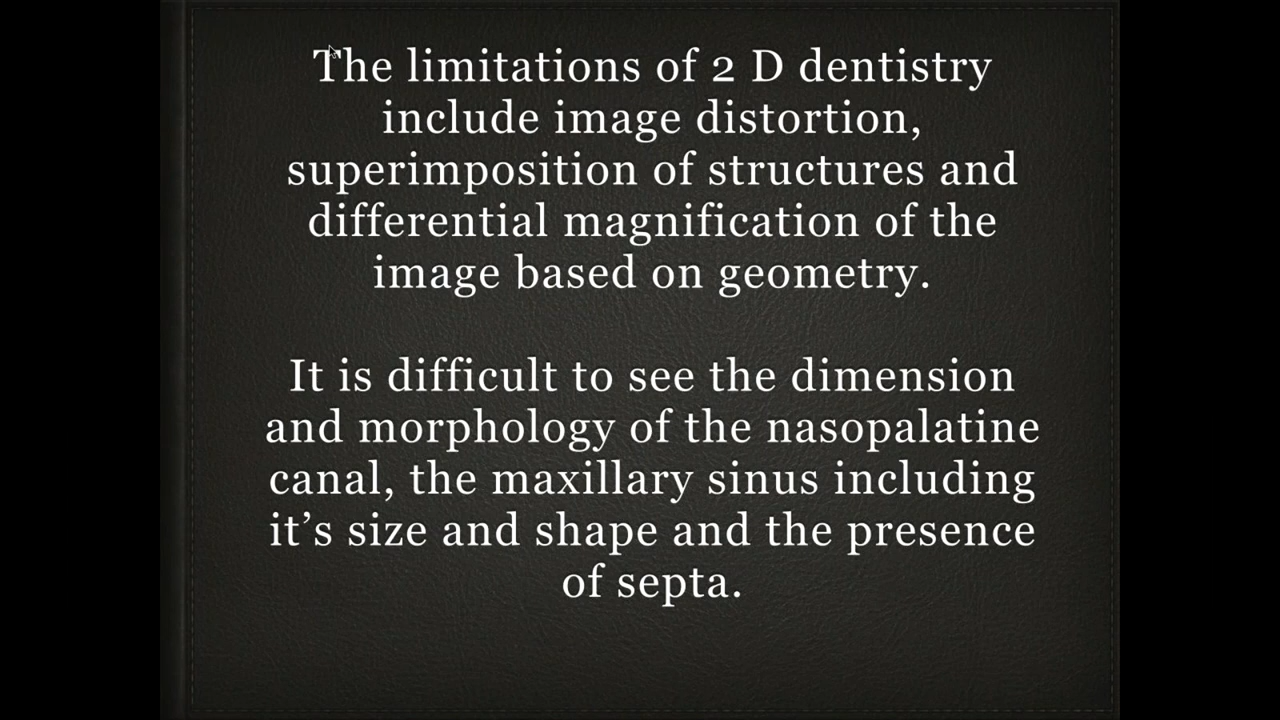 The limitations of 2 D dentistry
include image distortion,
superimposition of structures and
differential magnification of the
image based on geometry.
It is difficult to see the dimension
and morphology of the nasopalatine
canal, the maxillary sinus including
it’s size and shape and the presence
of septa.